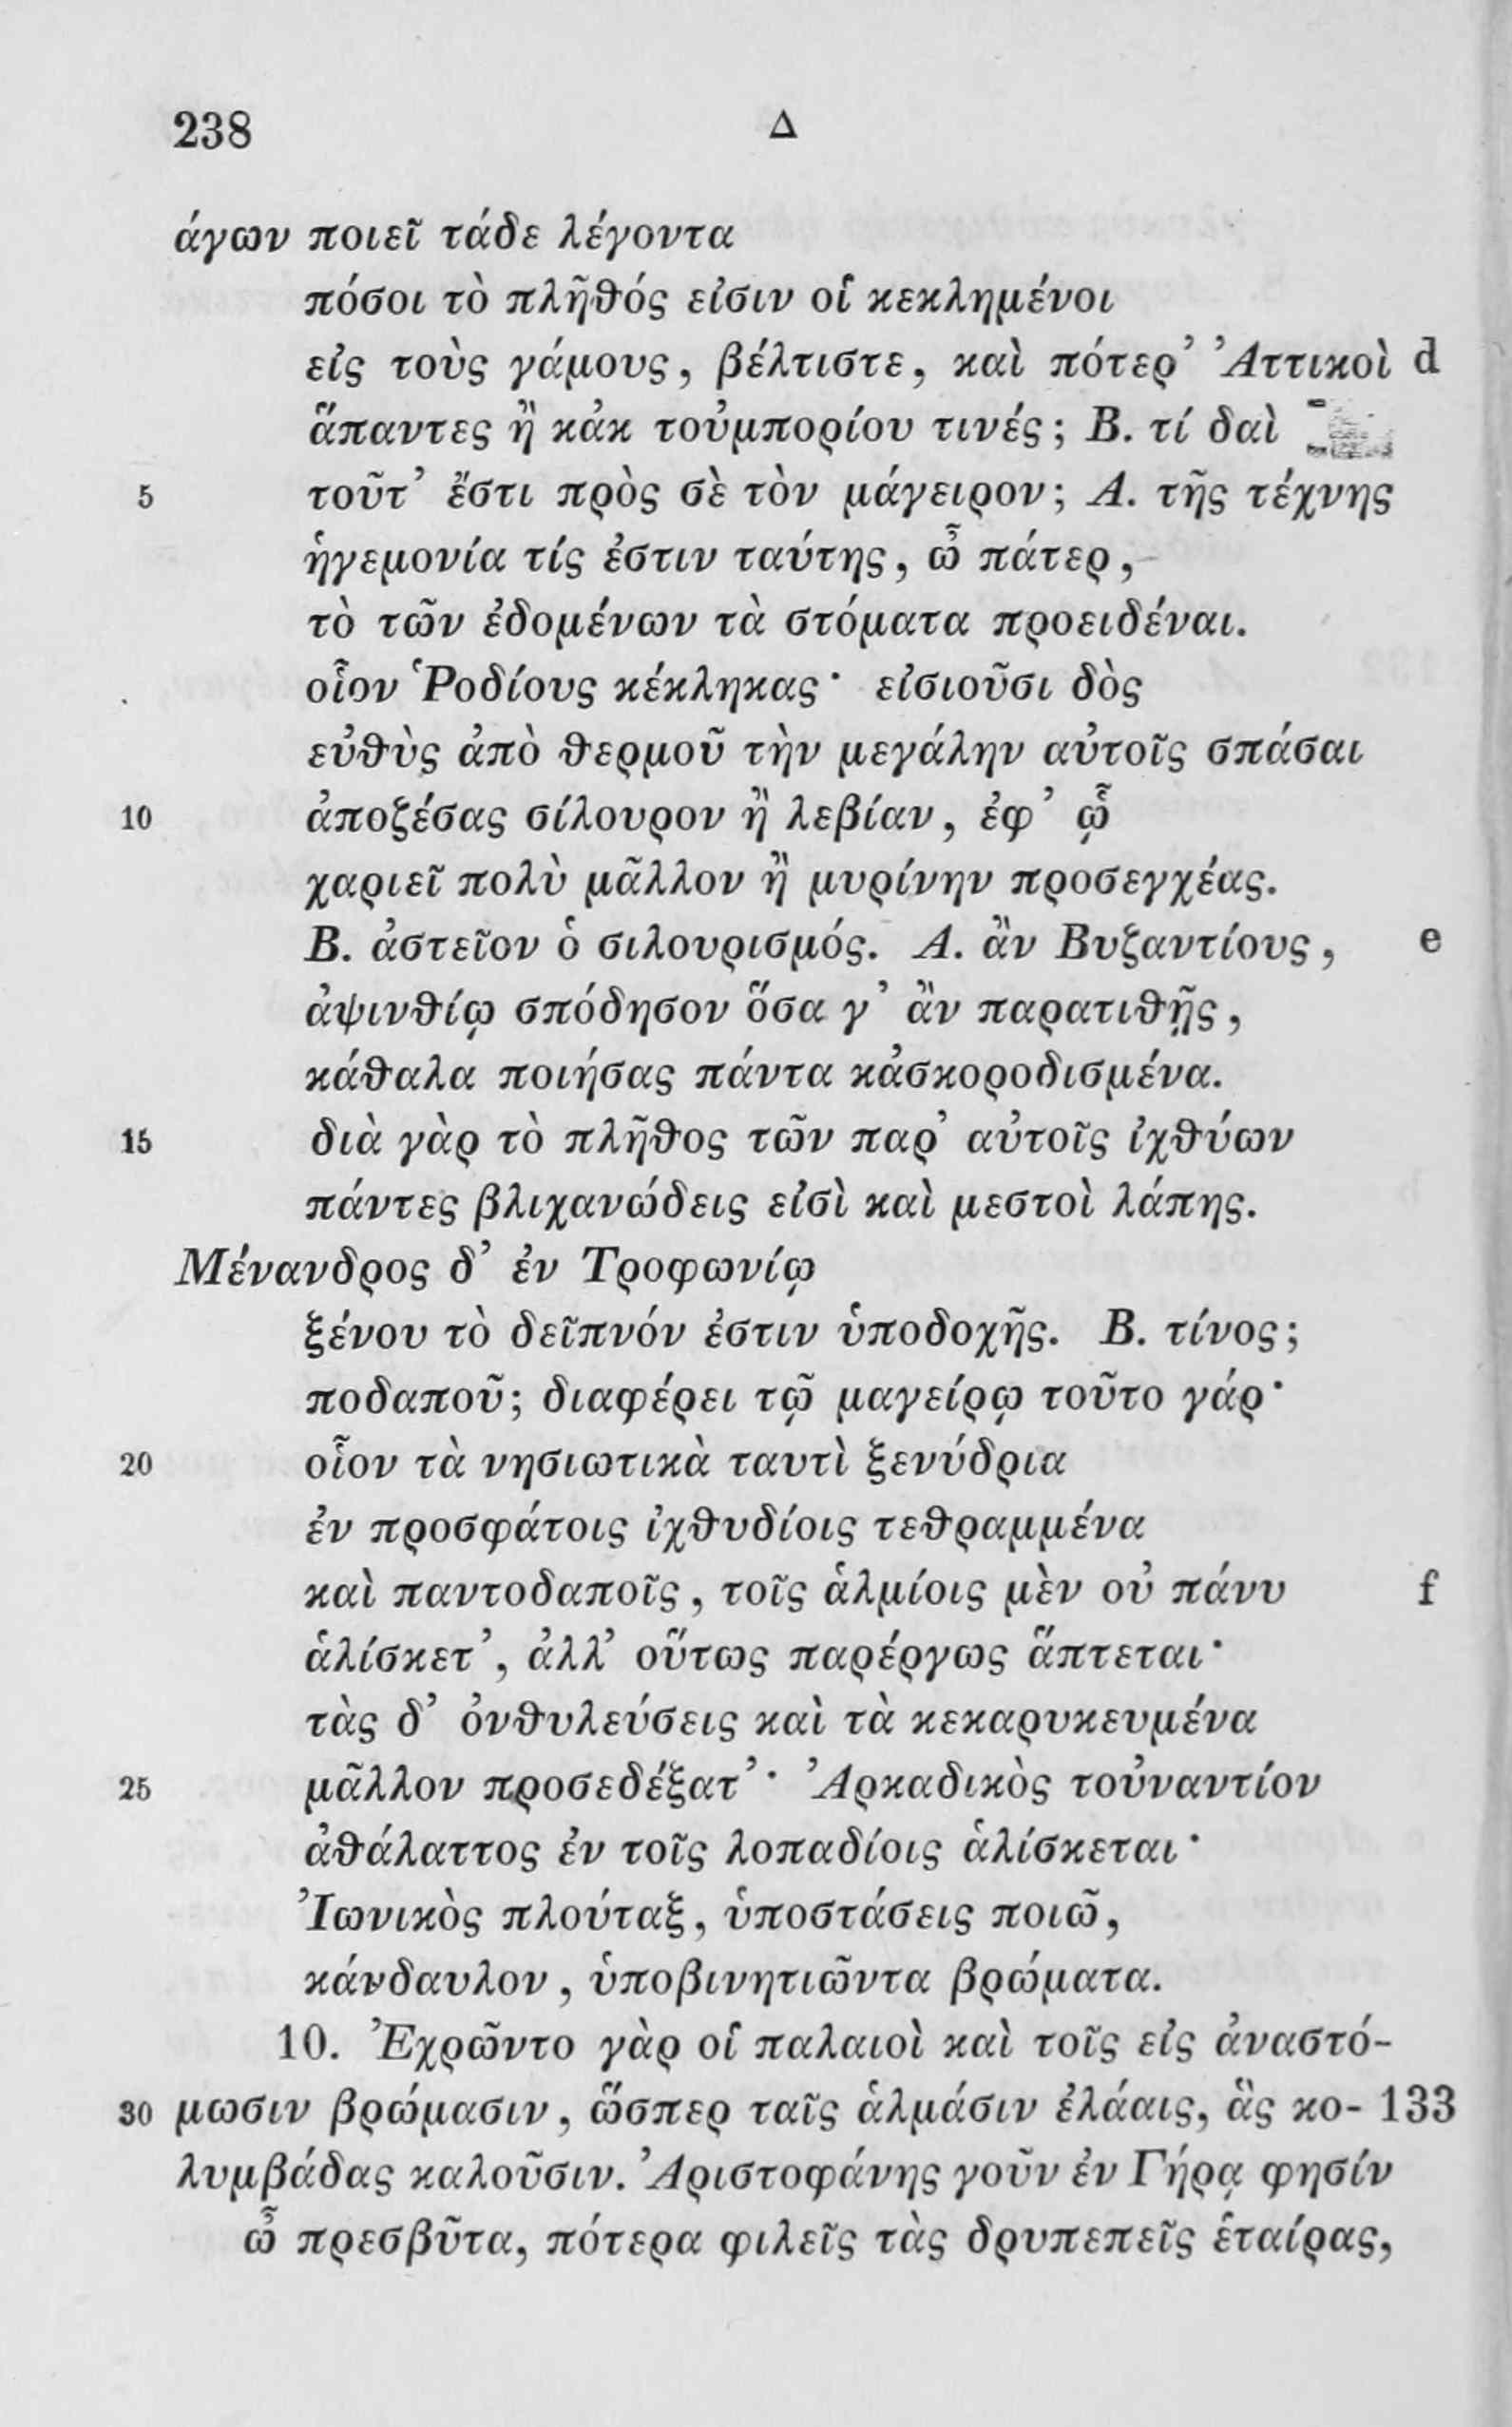 238 Δ
άγων ποιεῖ τάδε λέγοντα
πόσοι τὸ πλῆθός εἰσιν οἱ κεκλημένοι
εἰς τοὺς γάμους, βέλτιστε, καὶ πότερ’ Ἀττικοὶ d
ἅπαντες ἢ κἀκ τοὐμπορίου τινές; Β. τί δαὶ
5 τοῦτ’ ἔστι πρὸς σὲ τὸν μάγειρον; Α. τῆς τέχνης
ἡγεμονία τίς ἐστιν ταύτης, ὦ πάτερ,
τὸ τῶν ἐδομένων τὰ στόματα προειδέναι.
οἷον Ῥοδίους κέκληκας· εἰσιοῦσι δὸς
εὐθὺς ἀπὸ θερμοῦ τὴν μεγάλην αὐτοῖς σπάσαι
10 ἀποζέσας σίλουρον ἢ λεβίαν, ἐφ’ ᾧ
χαριεῖ πολὺ μᾶλλον ἢ μυρίνην προσεγχέας.
Β. ἀστεῖον ὁ σιλουρισμός. Α. ἂν Βυζαντίους, e
ἀψινθίῳ σπόδησον ὅσα γ’ ἂν παρατιθῇς,
κάθαλα ποιήσας πάντα κἀσκοροδισμένα.
15 διὰ γὰρ τὸ πλῆθος τῶν παρ’ αὐτοῖς ἰχθύων
πάντες βλιχανώδεις εἰσὶ καὶ μεστοὶ λάπης.
Μένανδρος δ’ ἐν Τροφωνίῳ
ξένου τὸ δεῖπνόν ἐστιν ὑποδοχῆς. Β. τίνος;
ποδαποῦ; διαφέρει τῷ μαγείρῳ τοῦτο γάρ·
20 οἷον τὰ νησιωτικὰ ταυτὶ ξενύδρια
ἐν προσφάτοις ἰχθυδίοις τεθραμμένα
καὶ παντοδαποῖς, τοῖς ἁλμίοις μὲν οὐ πάνυ f
ἁλίσκετ’, ἀλλ’ οὕτως παρέργως ἅπτεται·
τὰς δ’ ὀνθυλεύσεις καὶ τὰ κεκαρυκευμένα
25 μᾶλλον προσεδέξατ’· Ἀρκαδικὸς τοὐναντίον
ἀθάλαττος ἐν τοῖς λοπαδίοις ἁλίσκεται·
Ἰωνικὸς πλούταξ, ὑποστάσεις ποιῶ,
κάνδαυλον, ὑποβινητιῶντα βρώματα.
10. Ἐχρῶντο γὰρ οἱ παλαιοὶ καὶ τοῖς εἰς ἀναστό-
30 μωσιν βρώμασιν, ὥσπερ ταῖς ἁλμάσιν ἐλάαις, ἃς κο- 133
λυμβάδας καλοῦσιν. Ἀριστοφάνης γοῦν ἐν Γήρᾳ φησίν
ὦ πρεσβῦτα, πότερα φιλεῖς τὰς δρυπεπεῖς ἑταίρας,